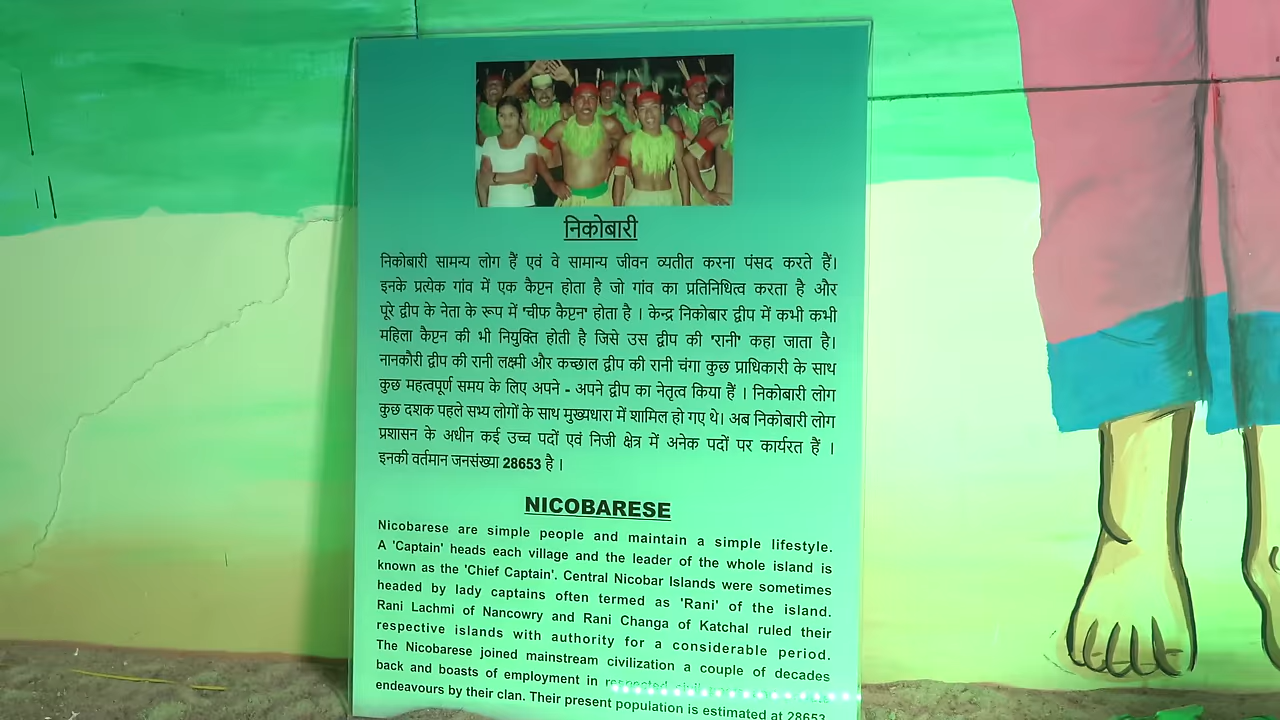 निकोबारी
निकोबारी सामन्य लोग हैं एवं वे सामान्य जीवन व्यतीत करना पंसद करते हैं।
इनके प्रत्येक गांव में एक कैप्टन होता है जो गांव का प्रतिनिधित्व करता है और
पूरे द्वीप के नेता के रूप में 'चीफ कैप्टन' होता है । केन्द्र निकोबार द्वीप में कभी कभी
महिला कैप्टन की भी नियुक्ति होती है जिसे उस द्वीप की 'रानी' कहा जाता है।
नानकौरी द्वीप की रानी लक्ष्मी और कच्छाल द्वीप की रानी चंगा कुछ प्राधिकारी के साथ
कुछ महत्वपूर्ण समय के लिए अपने - अपने द्वीप का नेतृत्व किया हैं । निकोबारी लोग
कुछ दशक पहले सभ्य लोगों के साथ मुख्यधारा में शामिल हो गए थे। अब निकोबारी लोग
प्रशासन के अधीन कई उच्च पदों एवं निजी क्षेत्र में अनेक पदों पर कार्यरत हैं ।
इनकी वर्तमान जनसंख्या 28653 है ।
NICOBARESE
Nicobarese are simple people and maintain a simple lifestyle.
A 'Captain' heads each village and the leader of the whole island is
known as the 'Chief Captain'. Central Nicobar Islands were sometimes
headed by lady captains often termed as 'Rani' of the island.
Rani Lachmi of Nancowry and Rani Changa of Katchal ruled their
respective islands with authority for a considerable period.
The Nicobarese joined mainstream civilization a couple of decades
back and boasts of employment in respected
endeavours by their clan. Their present population is estimated at 28653